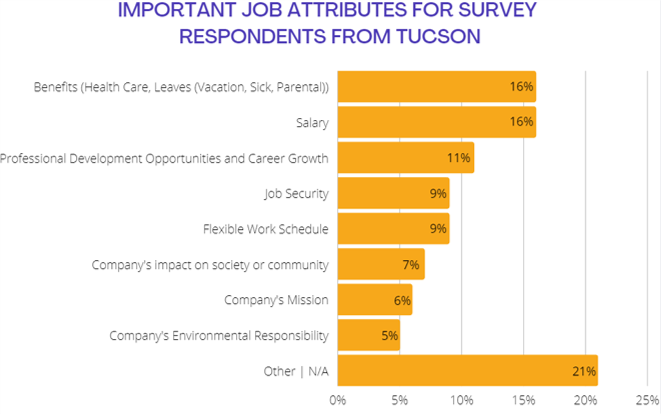 IMPORTANT JOB ATTRIBUTES FOR SURVEY
RESPONDENTS FROM TUCSON
Benefits (Health Care, Leaves (Vacation, Sick, Parental)) 16%
Salary 16%
Professional Development Opportunities and Career Growth 11%
Job Security 9%
Flexible Work Schedule 9%
Company's impact on society or community 7%
Company's Mission 6%
Company's Environmental Responsibility 5%
Other | N/A 21%
0% 5% 10% 15% 20% 25%